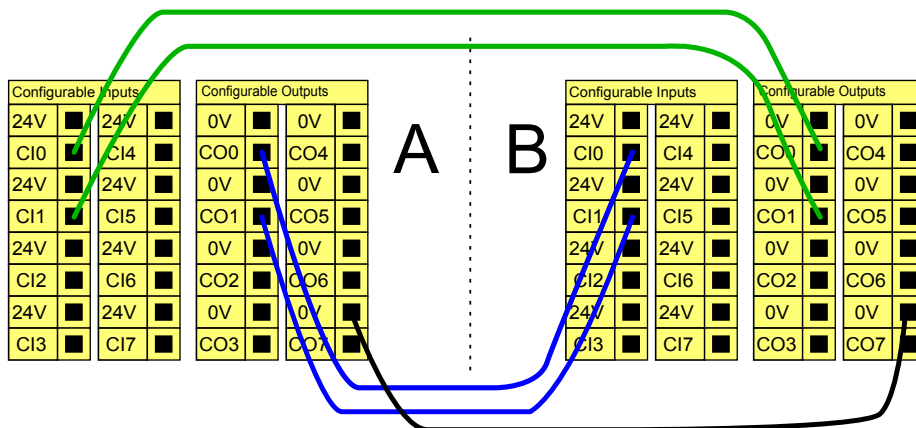 Configurable Inputs Configurable Outputs A B Configurable Inputs Configurable Outputs
24V 24V 0V 0V 24V 24V 0V 0V
CI0 CI4 CO0 CO4 CI0 CI4 CO0 CO4
24V 24V 0V 0V 24V 24V 0V 0V
CI1 CI5 CO1 CO5 CI1 CI5 CO1 CO5
24V 24V 0V 0V 24V 24V 0V 0V
CI2 CI6 CO2 CO6 CI2 CI6 CO2 CO6
24V 24V 0V 0V 24V 24V 0V 0V
CI3 CI7 CO3 CO7 CI3 CI7 CO3 CO7